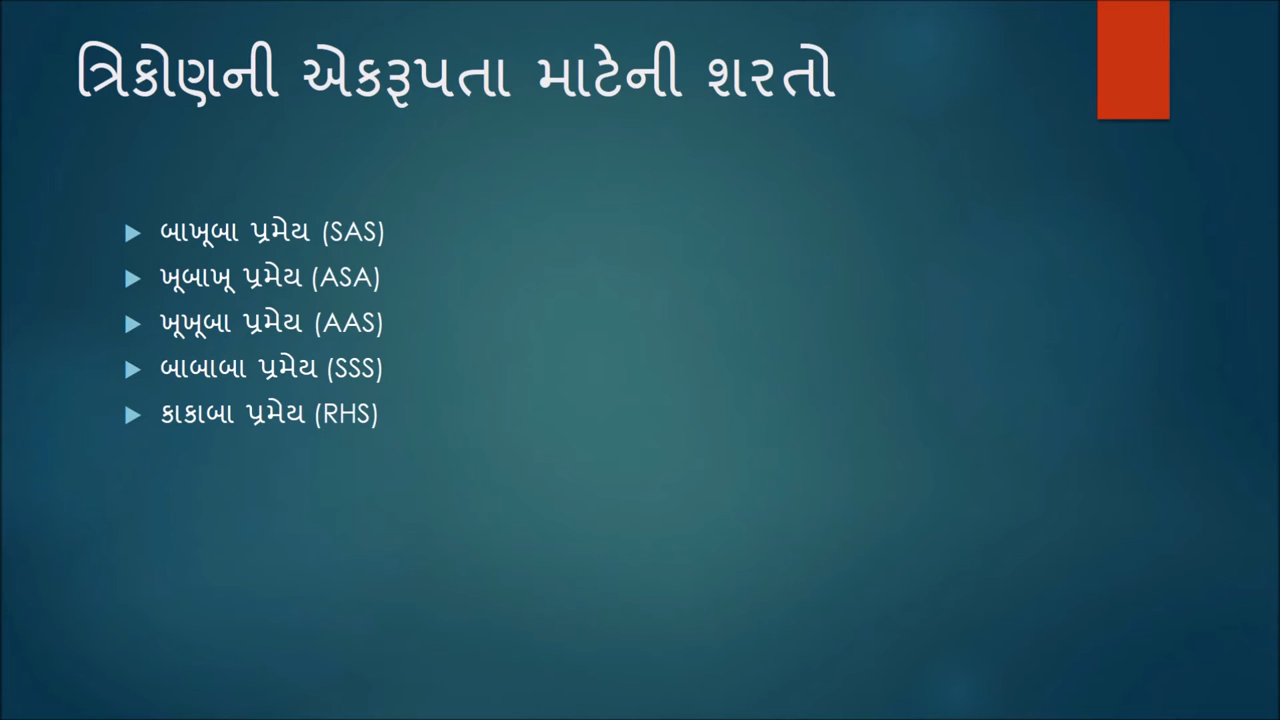 ત્રિકોણની એકરૂપતા માટેની શરતો
બાખૂબા પ્રમેય (SAS)
ખૂબાખૂ પ્રમેય (ASA)
ખૂખૂબા પ્રમેય (AAS)
બાબાબા પ્રમેય (SSS)
કાકાબા પ્રમેય (RHS)